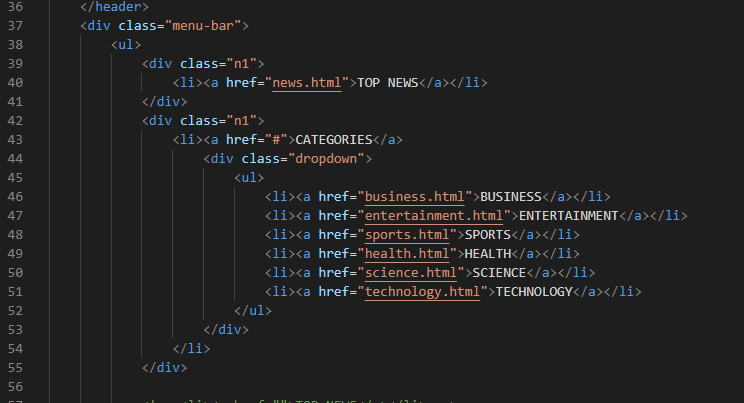 36 </header>
37 <div class="menu-bar">
38 <ul>
39 <div class="n1">
40 <li><a href="news.html">TOP NEWS</a></li>
41 </div>
42 <div class="n1">
43 <li><a href="#">CATEGORIES</a>
44 <div class="dropdown">
45 <ul>
46 <li><a href="business.html">BUSINESS</a></li>
47 <li><a href="entertainment.html">ENTERTAINMENT</a></li>
48 <li><a href="sports.html">SPORTS</a></li>
49 <li><a href="health.html">HEALTH</a></li>
50 <li><a href="science.html">SCIENCE</a></li>
51 <li><a href="technology.html">TECHNOLOGY</a></li>
52 </ul>
53 </div>
54 </li>
55 </div>
56